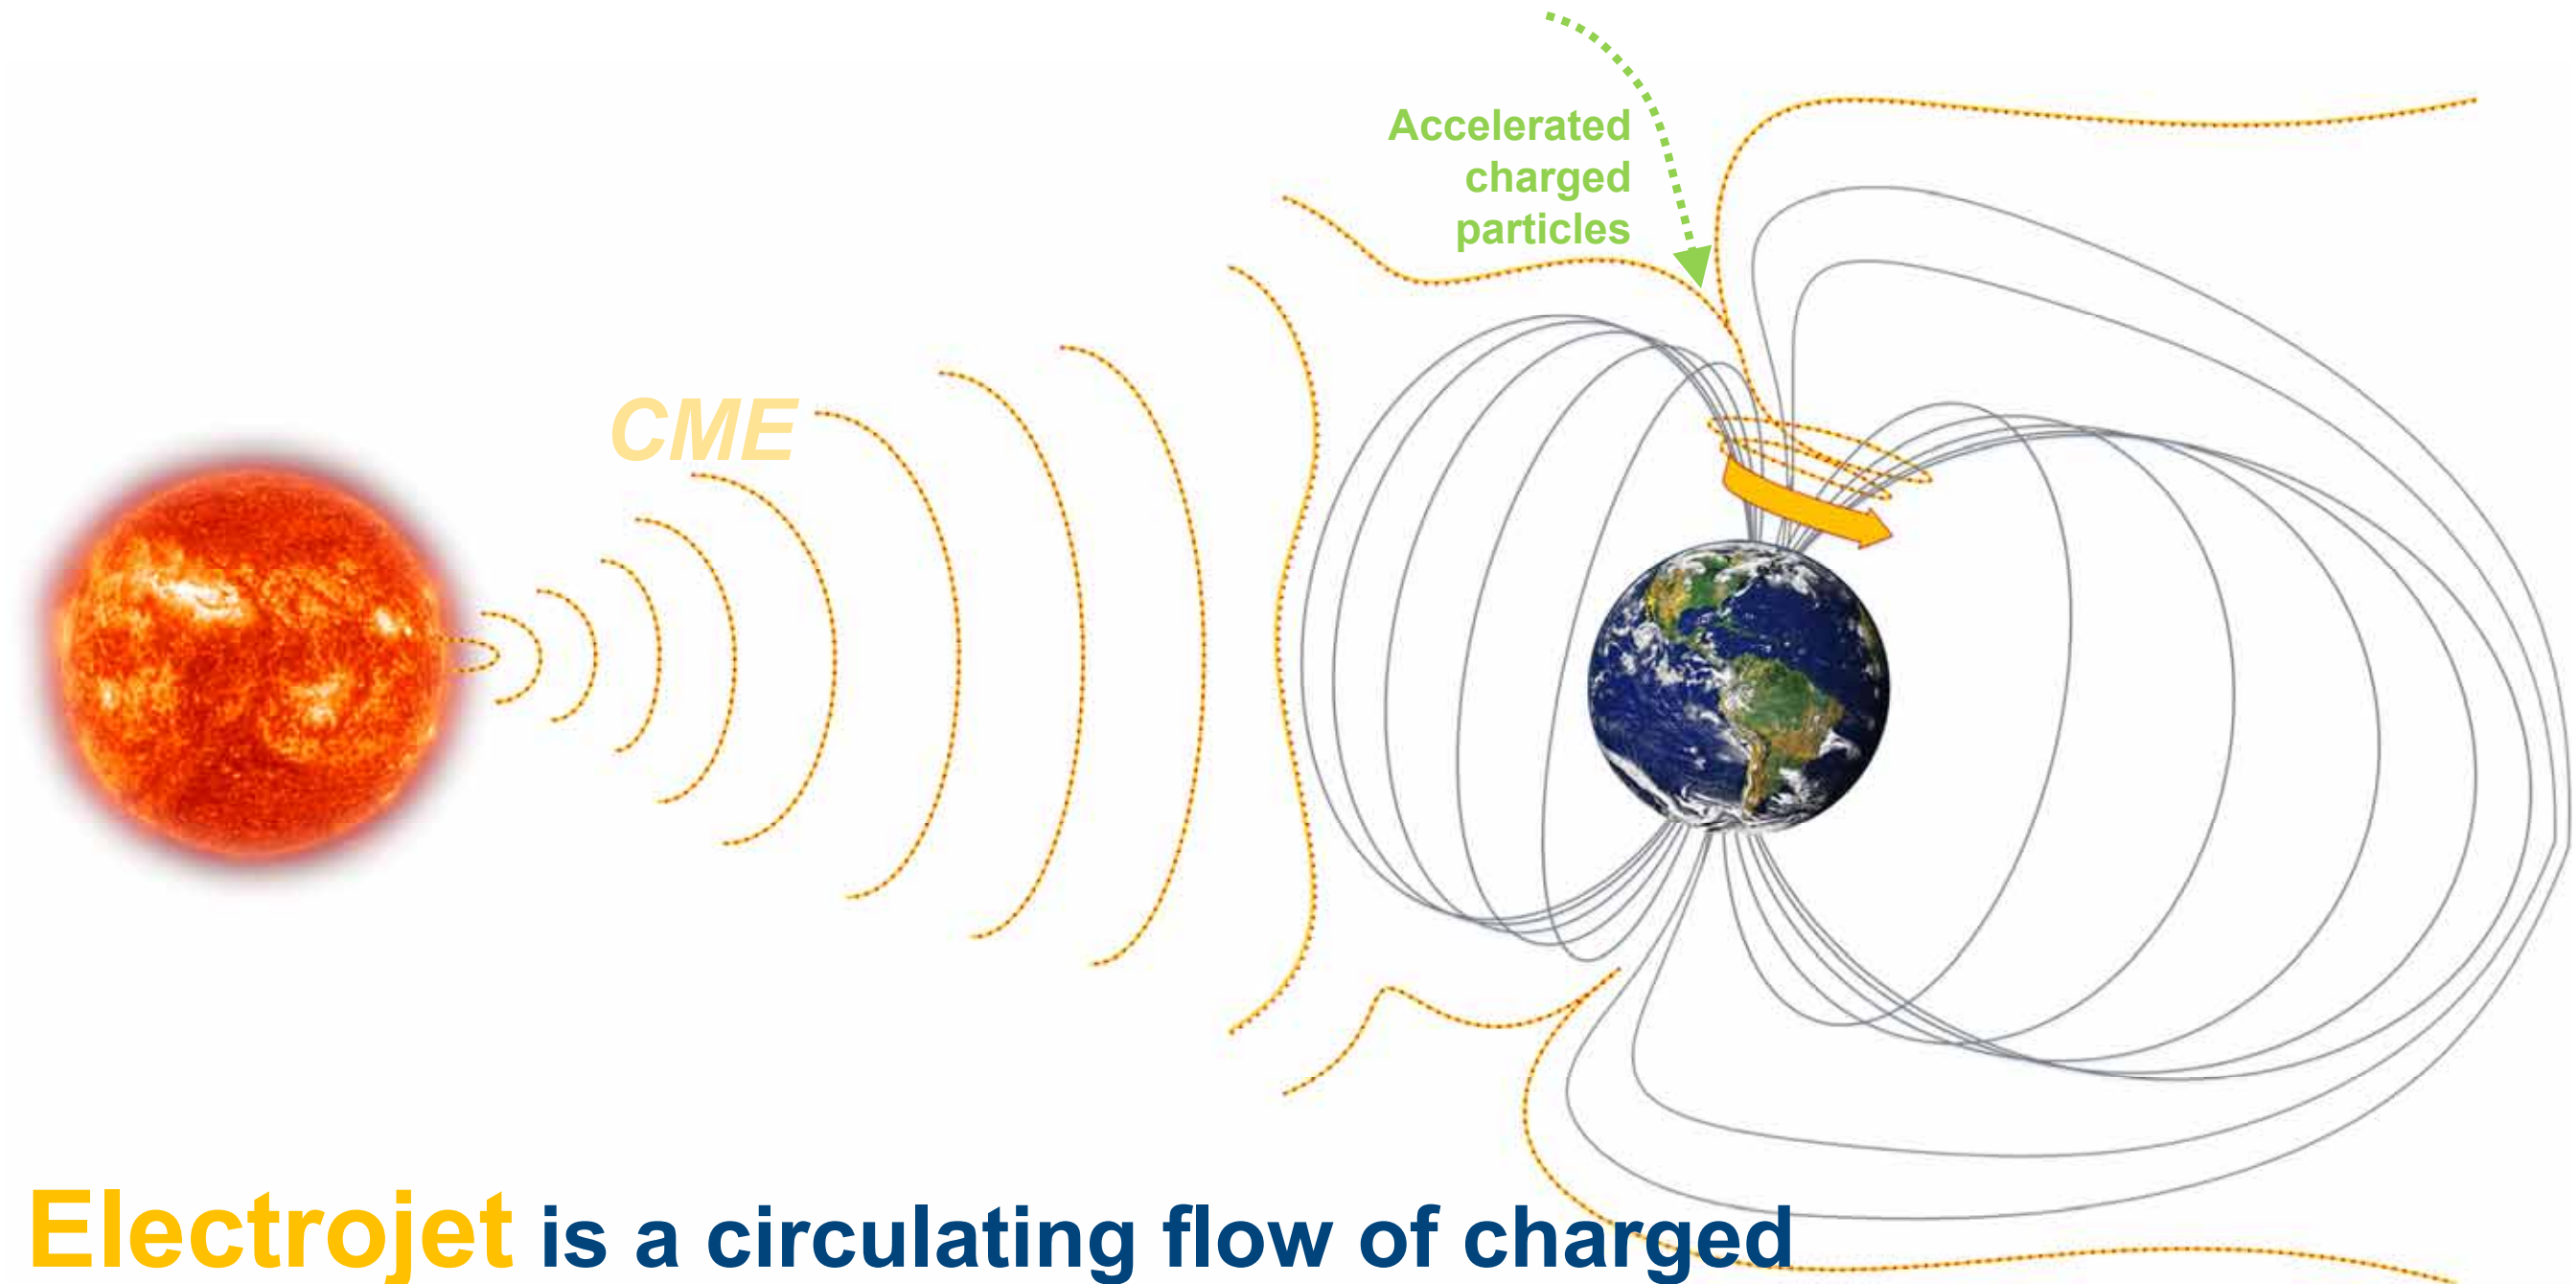 Accelerated
charged
particles
CME
Electrojet is a circulating flow of charged